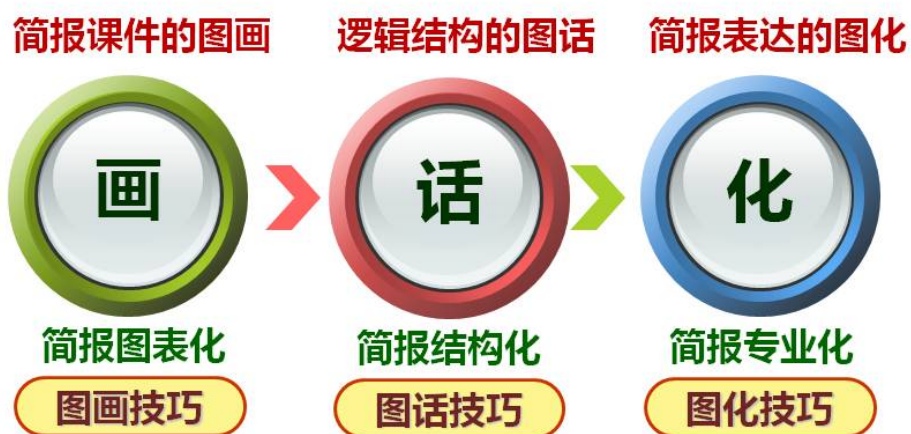 简报课件的图画
逻辑结构的图话
简报表达的图化
画
话
化
简报图表化
简报结构化
简报专业化
图画技巧
图话技巧
图化技巧